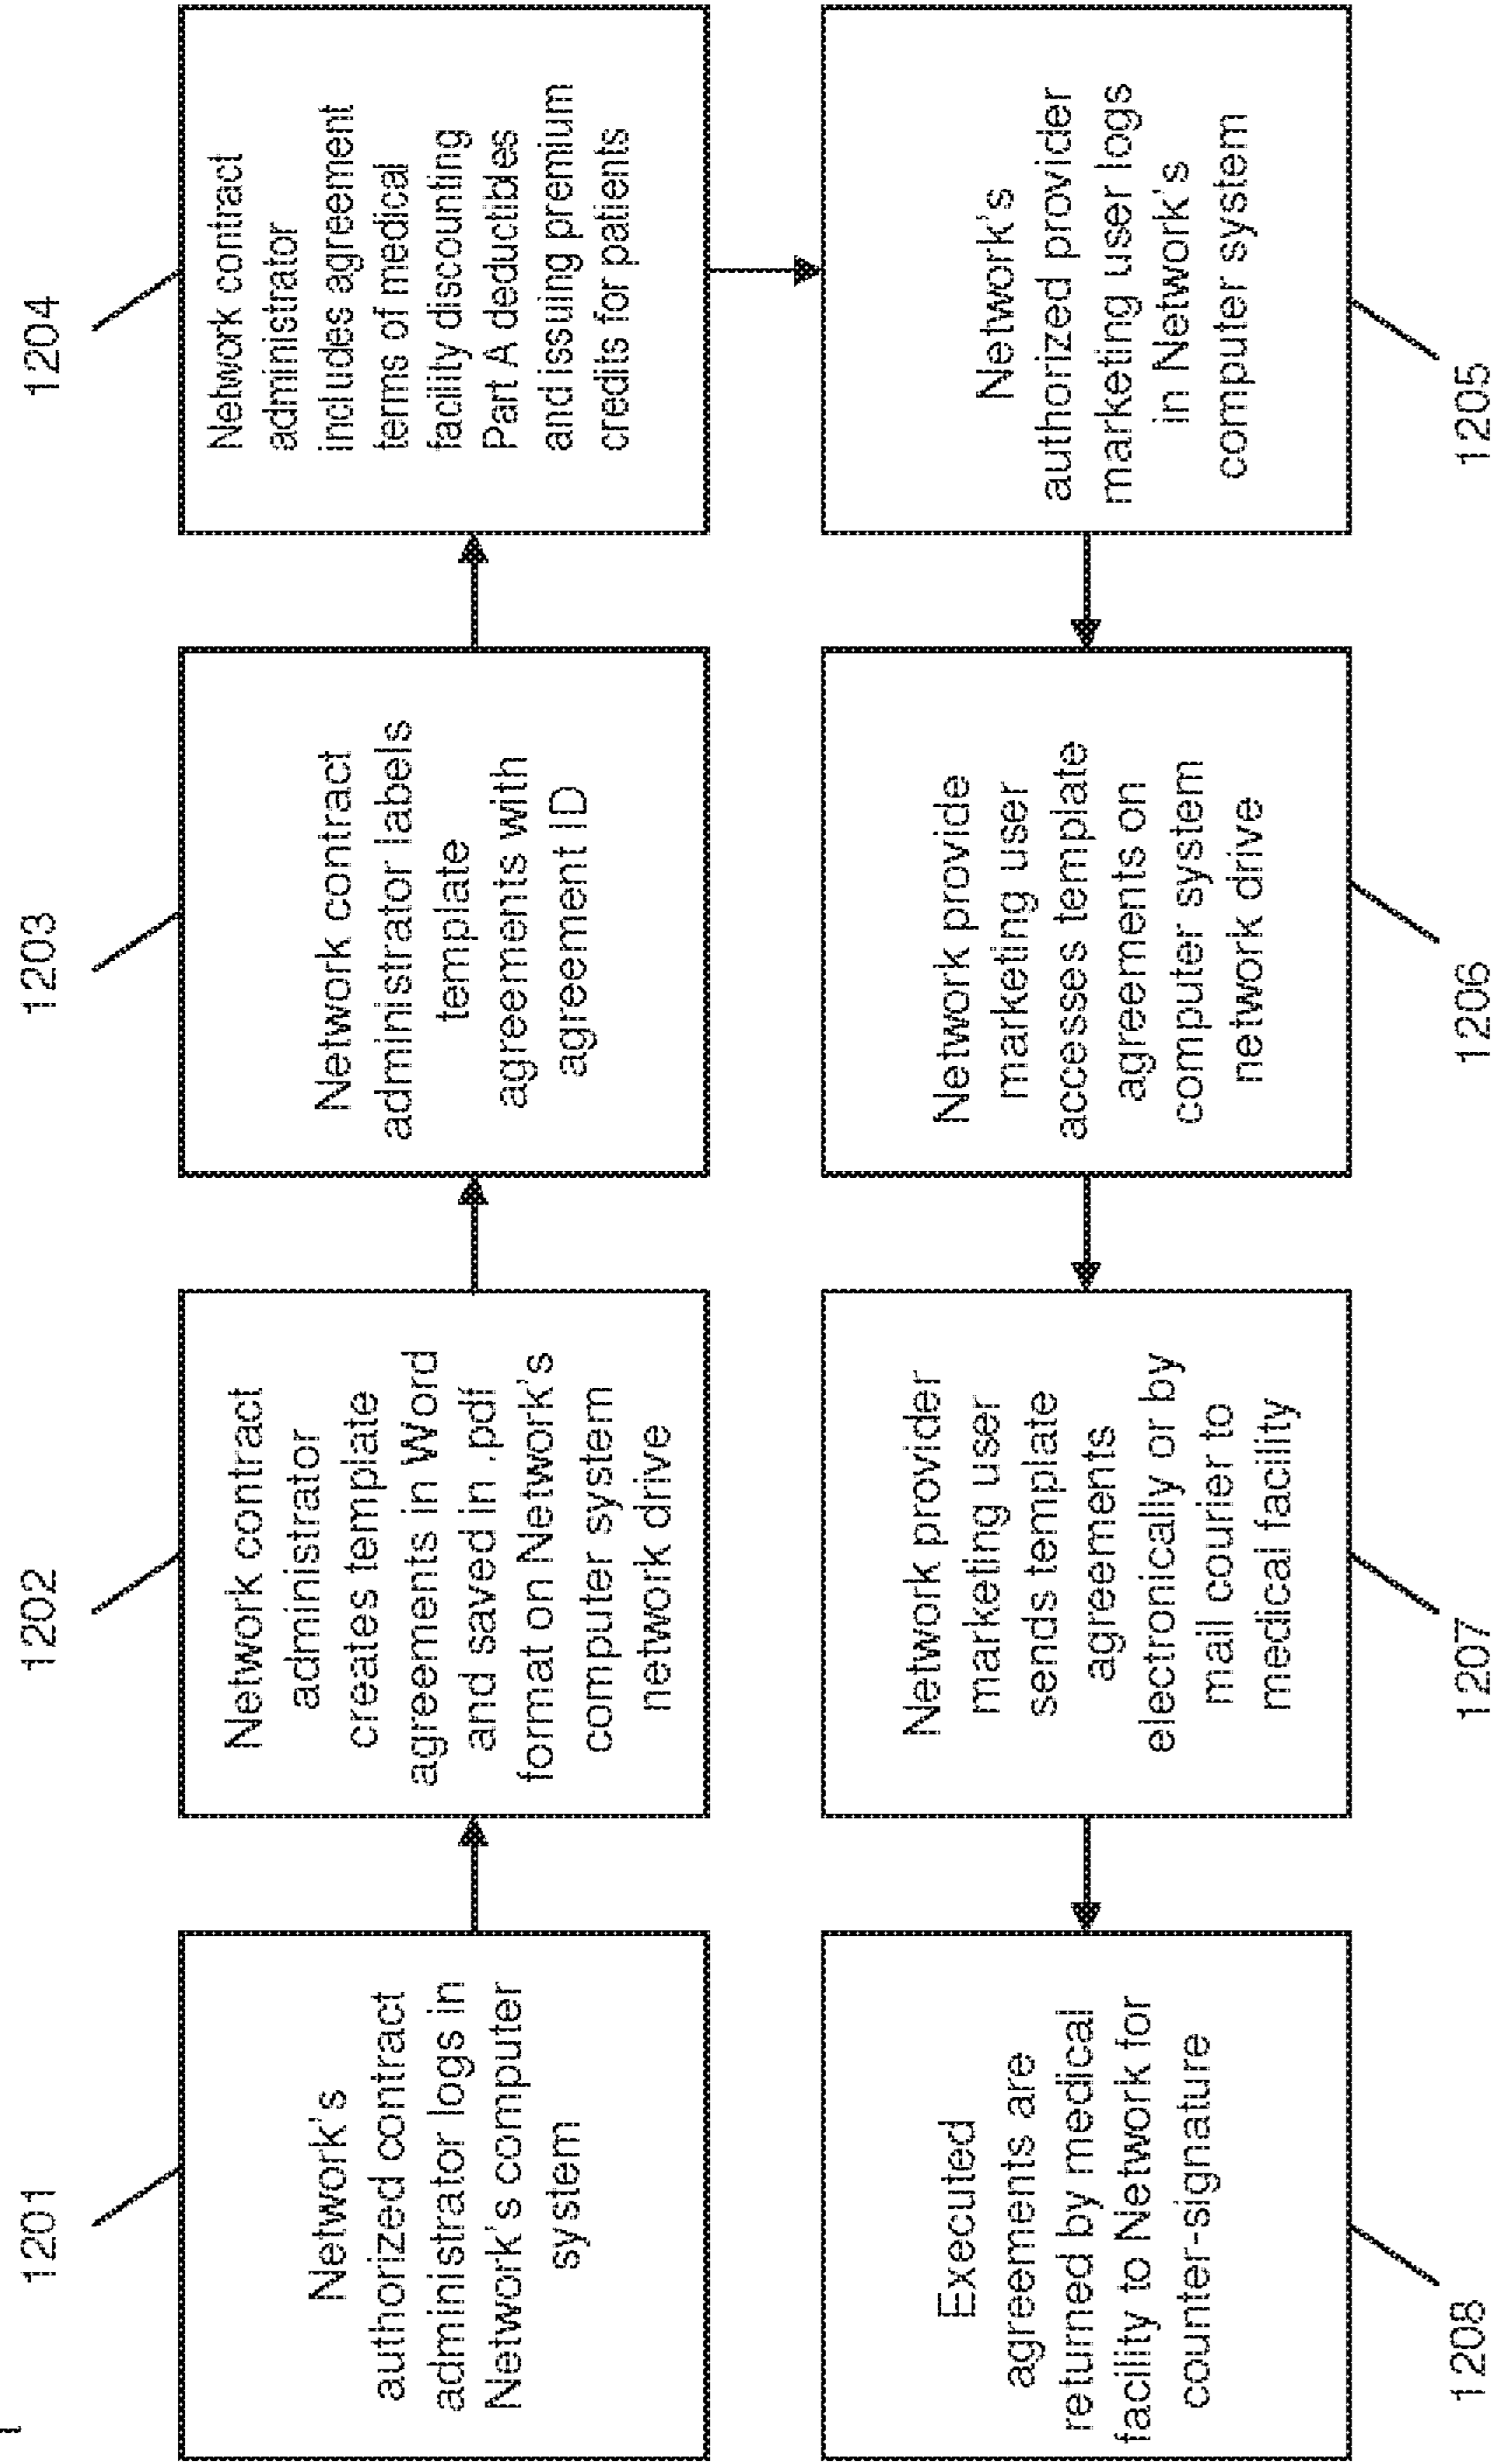 1201
Network's
authorized contract
administrator logs in
Network's computer
system
1202
Network contract
administrator
creates template
agreements in Word
and saved in .pdf
format on Network's
computer system
network drive
1203
Network contract
administrator labels
template
agreements with
agreement ID
1204
Network contract
administrator
includes agreement
terms of medical
facility discounting
Part A deductibles
and issuing premium
credits for patients
Network's
authorized provider
marketing user logs
in Network's
computer system
1205
Network provide
marketing user
accesses template
agreements on
computer system
network drive
1206
Network provider
marketing user
sends template
agreements
electronically or by
mail courier to
medical facility
1207
Executed
agreements are
returned by medical
facility to Network for
counter-signature
1208